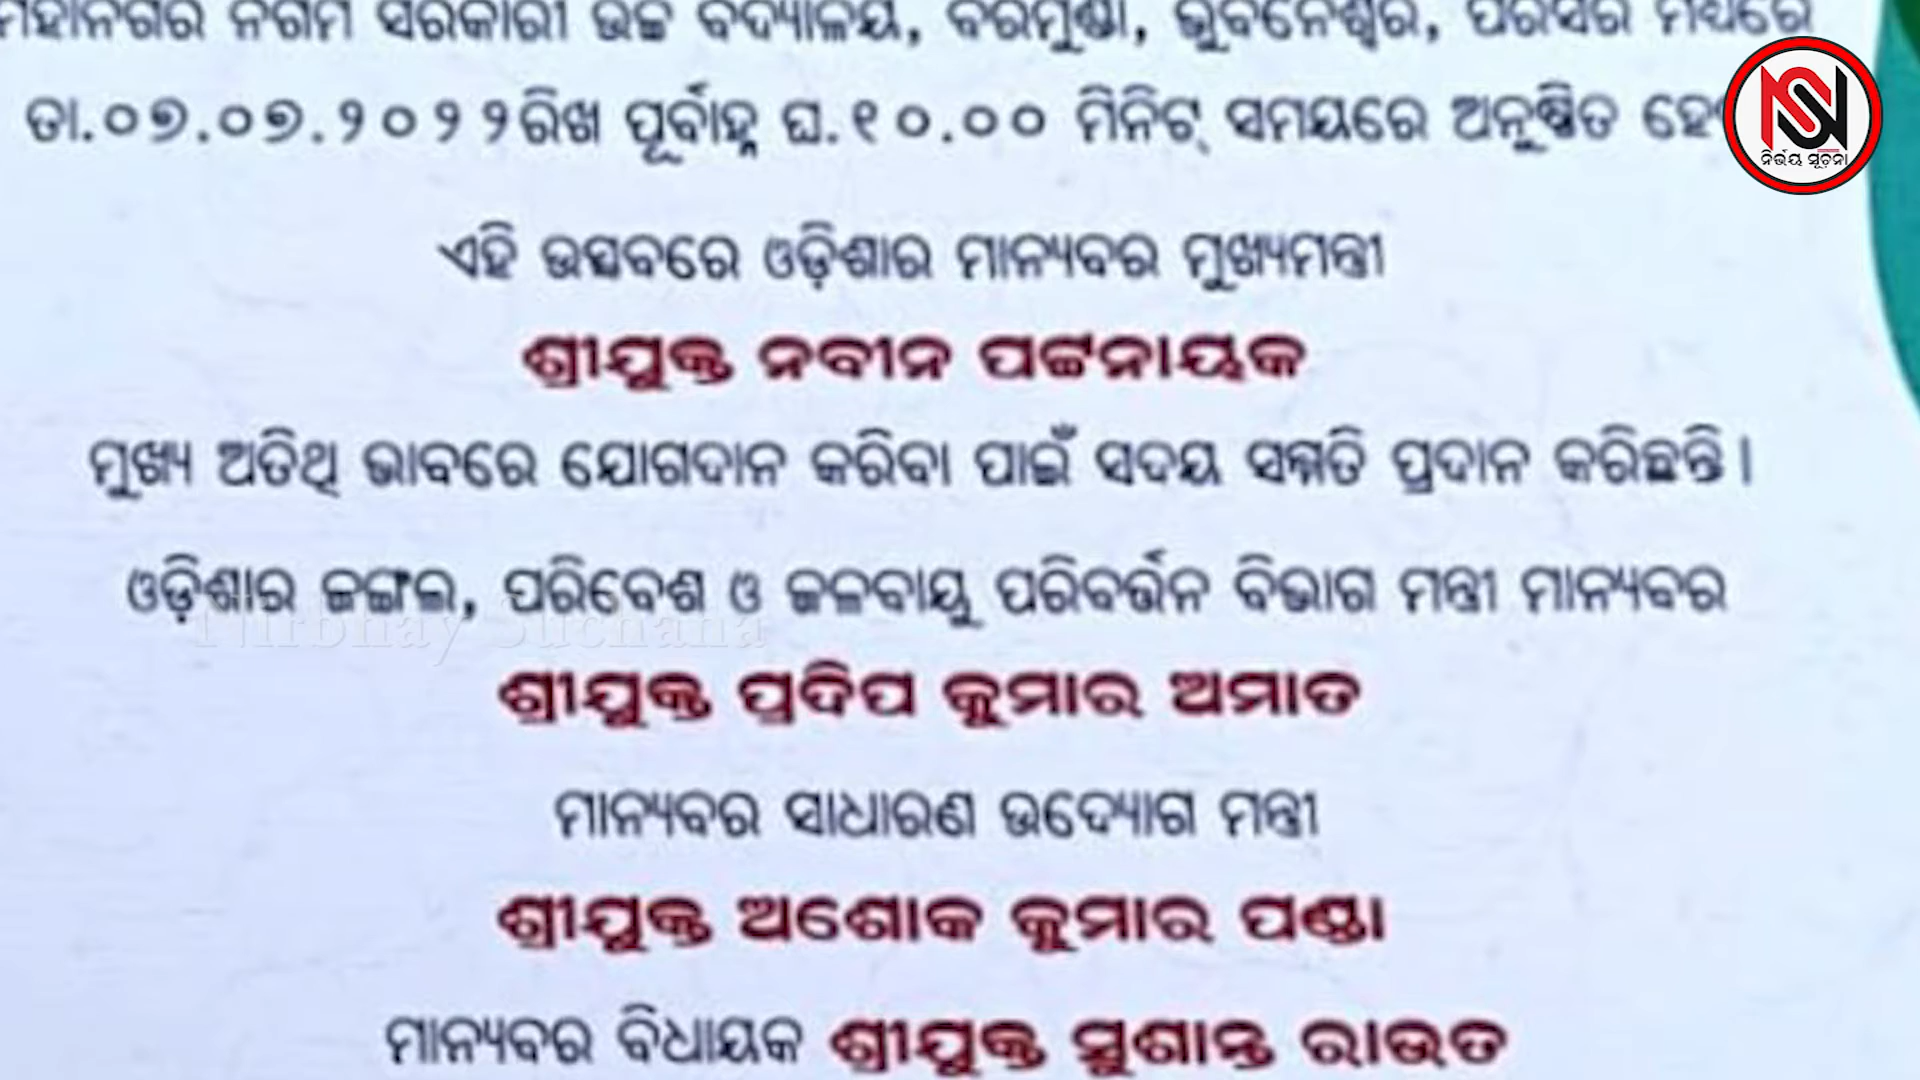 ମହାନଗର ନିଗମ ସରକାରୀ ଉଚ୍ଚ ବିଦ୍ୟାଳୟ, ବରମୁଣ୍ଡା, ଭୁବନେଶ୍ୱର, ପରିସର ମଧ୍ୟରେ
ତା.୦୭.୦୭.୨୦୨୨ରିଖ ପୂର୍ବାହ୍ନ ଘ.୧୦.୦୦ ମିନିଟ୍ ସମୟରେ ଅନୁଷ୍ଠିତ
ନିର୍ଭୟ ସୂଚନା
ଏହି ଉତ୍ସବରେ ଓଡ଼ିଶାର ମାନ୍ୟବର ମୁଖ୍ୟମନ୍ତ୍ରୀ
ଶ୍ରୀଯୁକ୍ତ ନବୀନ ପଟ୍ଟନାୟକ
ମୁଖ୍ୟ ଅତିଥି ଭାବରେ ଯୋଗଦାନ କରିବା ପାଇଁ ସଦୟ ସମ୍ମତି ପ୍ରଦାନ କରିଛନ୍ତି।
ଓଡ଼ିଶାର ଜଙ୍ଗଲ, ପରିବେଶ ଓ ଜଳବାୟୁ ପରିବର୍ତ୍ତନ ବିଭାଗ ମନ୍ତ୍ରୀ ମାନ୍ୟବର
Nirbhay Suchana
ଶ୍ରୀଯୁକ୍ତ ପ୍ରଦିପ କୁମାର ଅମାତ
ମାନ୍ୟବର ସାଧାରଣ ଉଦ୍ୟୋଗ ମନ୍ତ୍ରୀ
ଶ୍ରୀଯୁକ୍ତ ଅଶୋକ କୁମାର ପଣ୍ଡା
ମାନ୍ୟବର ବିଧାୟକ ଶ୍ରୀଯୁକ୍ତ ସୁଶାନ୍ତ ରାଉତ